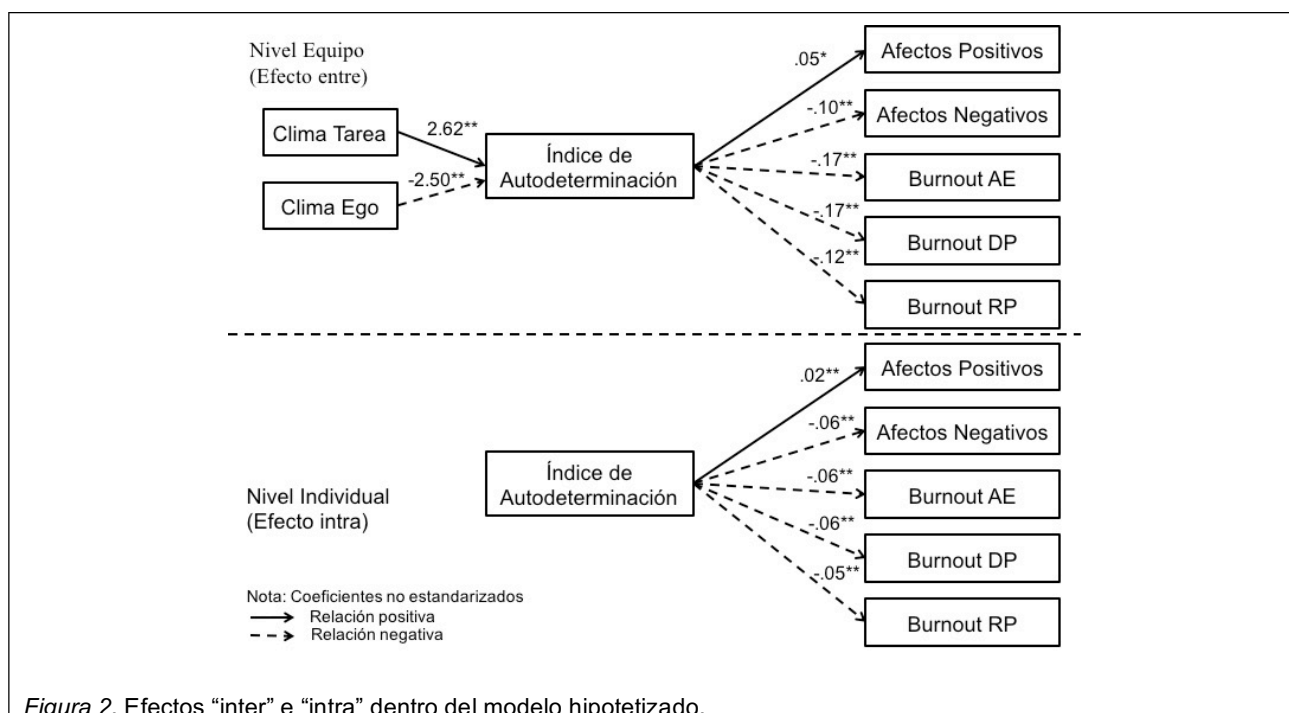 Nivel Equipo
(Efecto entre)
Clima Tarea
Clima Ego
2.62**
-2.50**
Índice de
Autodeterminación
.05*
-.10**
-.17**
-.17**
-.12**
Afectos Positivos
Afectos Negativos
Burnout AE
Burnout DP
Burnout RP
Nivel Individual
(Efecto intra)
Índice de
Autodeterminación
.02**
-.06**
-.06**
-.06**
-.05**
Afectos Positivos
Afectos Negativos
Burnout AE
Burnout DP
Burnout RP
Nota: Coeficientes no estandarizados
Relación positiva
Relación negativa
Figura 2. Efectos “inter” e “intra” dentro del modelo hipotetizado.